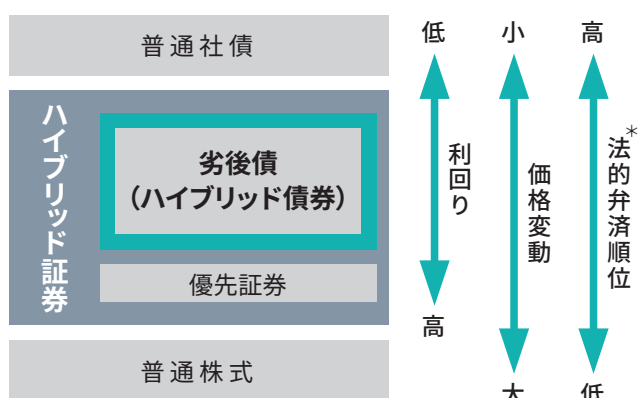 普通社債
ハイブリッド証券
劣後債
（ハイブリッド債券）
優先証券
普通株式
低
利回り
高
小
価格変動
大
高
法的弁済順位*
低